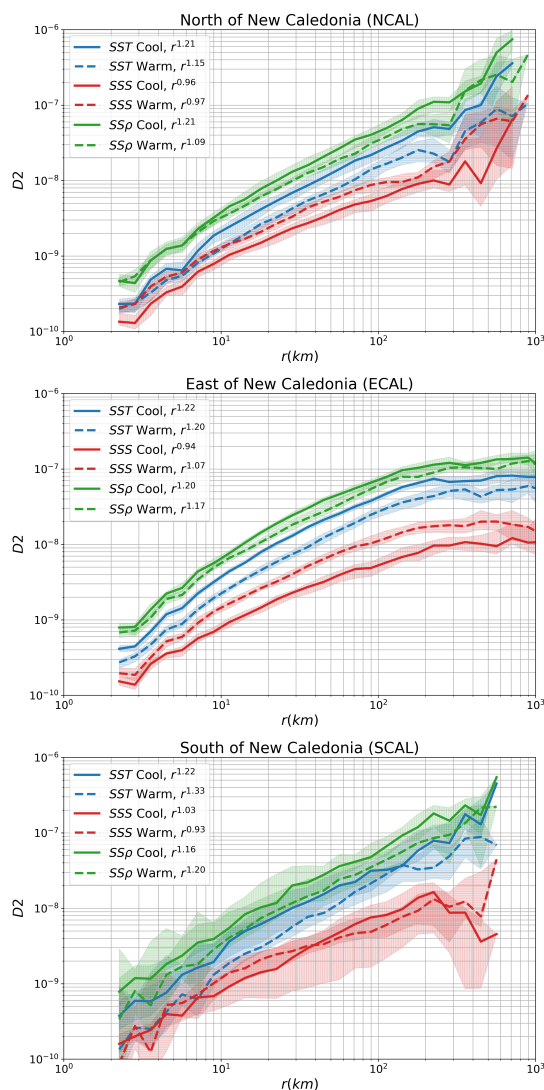 North of New Caledonia (NCAL)
SST Cool, r^1.21
SST Warm, r^1.15
SSS Cool, r^0.96
SSS Warm, r^0.97
SSρ Cool, r^1.21
SSρ Warm, r^1.09
10^-6
10^-7
10^-8
10^-9
10^-10
D2
10^0
10^1
10^2
10^3
r(km)
East of New Caledonia (ECAL)
SST Cool, r^1.22
SST Warm, r^1.20
SSS Cool, r^0.94
SSS Warm, r^1.07
SSρ Cool, r^1.20
SSρ Warm, r^1.17
10^-6
10^-7
10^-8
10^-9
10^-10
D2
10^0
10^1
10^2
10^3
r(km)
South of New Caledonia (SCAL)
SST Cool, r^1.22
SST Warm, r^1.33
SSS Cool, r^1.03
SSS Warm, r^0.93
SSρ Cool, r^1.16
SSρ Warm, r^1.20
10^-6
10^-7
10^-8
10^-9
10^-10
D2
10^0
10^1
10^2
10^3
r(km)